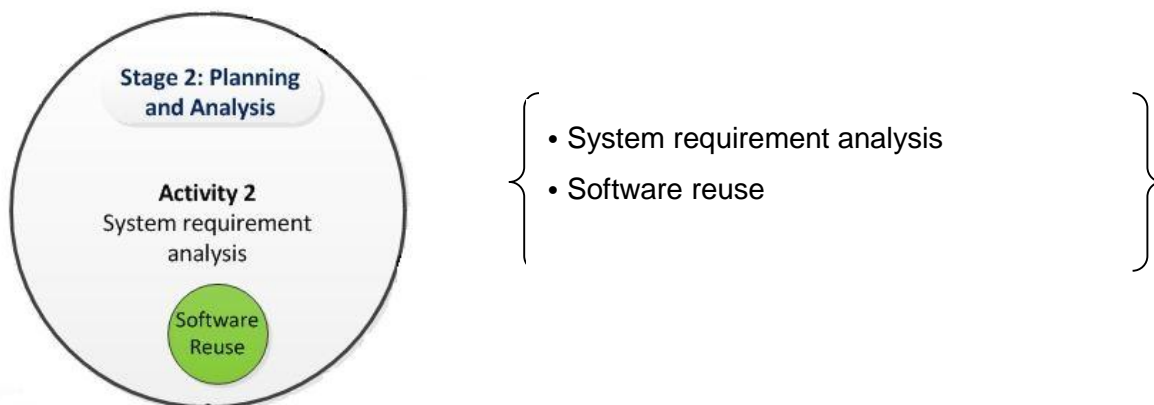 Stage 2: Planning
and Analysis
Activity 2
System requirement
analysis
Software
Reuse
• System requirement analysis
• Software reuse